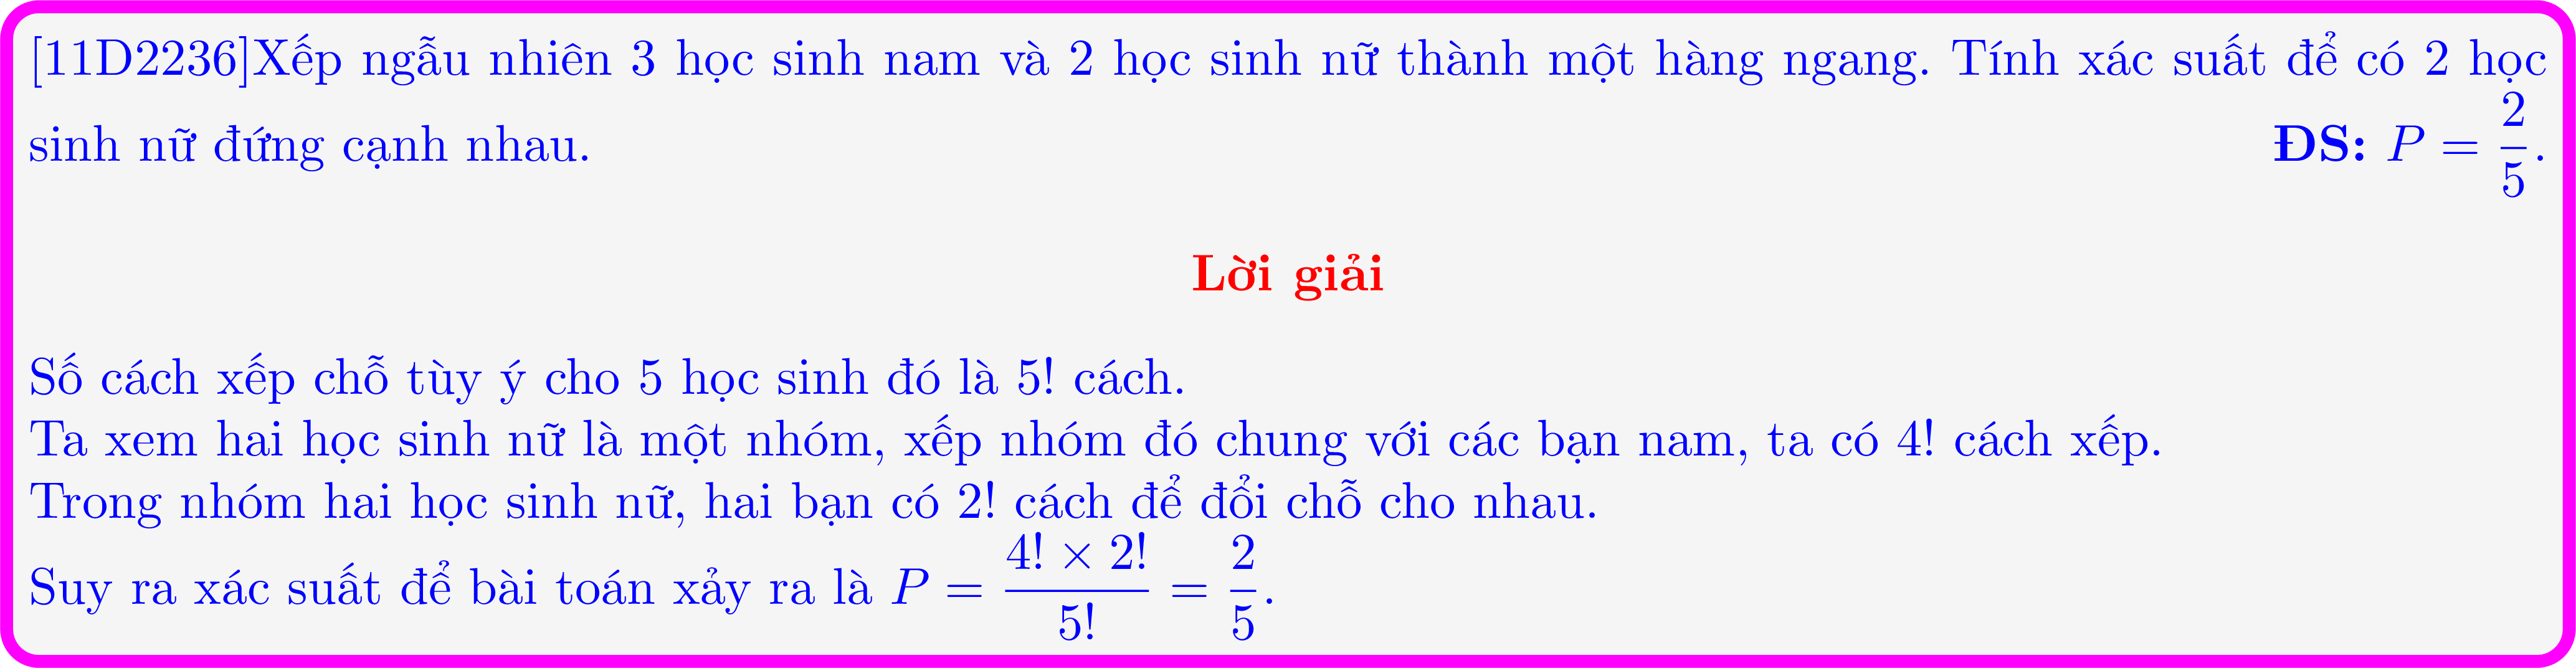 [11D2236]Xếp ngẫu nhiên 3 học sinh nam và 2 học sinh nữ thành một hàng ngang. Tính xác suất để có 2 học
sinh nữ đứng cạnh nhau. ĐS: P = 2/5.
Lời giải
Số cách xếp chỗ tùy ý cho 5 học sinh đó là 5! cách.
Ta xem hai học sinh nữ là một nhóm, xếp nhóm đó chung với các bạn nam, ta có 4! cách xếp.
Trong nhóm hai học sinh nữ, hai bạn có 2! cách để đổi chỗ cho nhau.
Suy ra xác suất để bài toán xảy ra là P = (4! × 2!)/5! = 2/5.